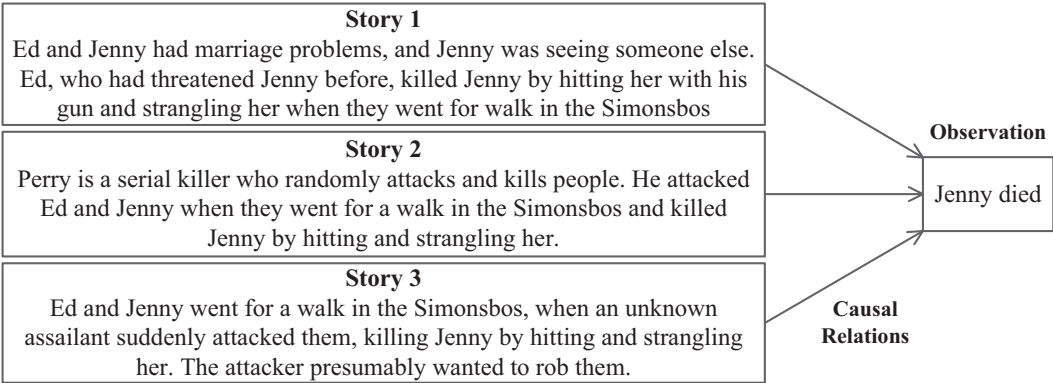 Story 1
Ed and Jenny had marriage problems, and Jenny was seeing someone else.
Ed, who had threatened Jenny before, killed Jenny by hitting her with his
gun and strangling her when they went for walk in the Simonsbos
Story 2
Perry is a serial killer who randomly attacks and kills people. He attacked
Ed and Jenny when they went for a walk in the Simonsbos and killed
Jenny by hitting and strangling her.
Story 3
Ed and Jenny went for a walk in the Simonsbos, when an unknown
assailant suddenly attacked them, killing Jenny by hitting and strangling
her. The attacker presumably wanted to rob them.
Observation
Jenny died
Causal
Relations